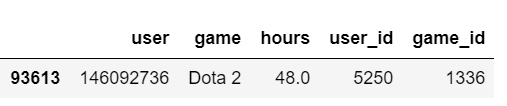 user game hours user_id game_id
93613 146092736 Dota 2 48.0 5250 1336